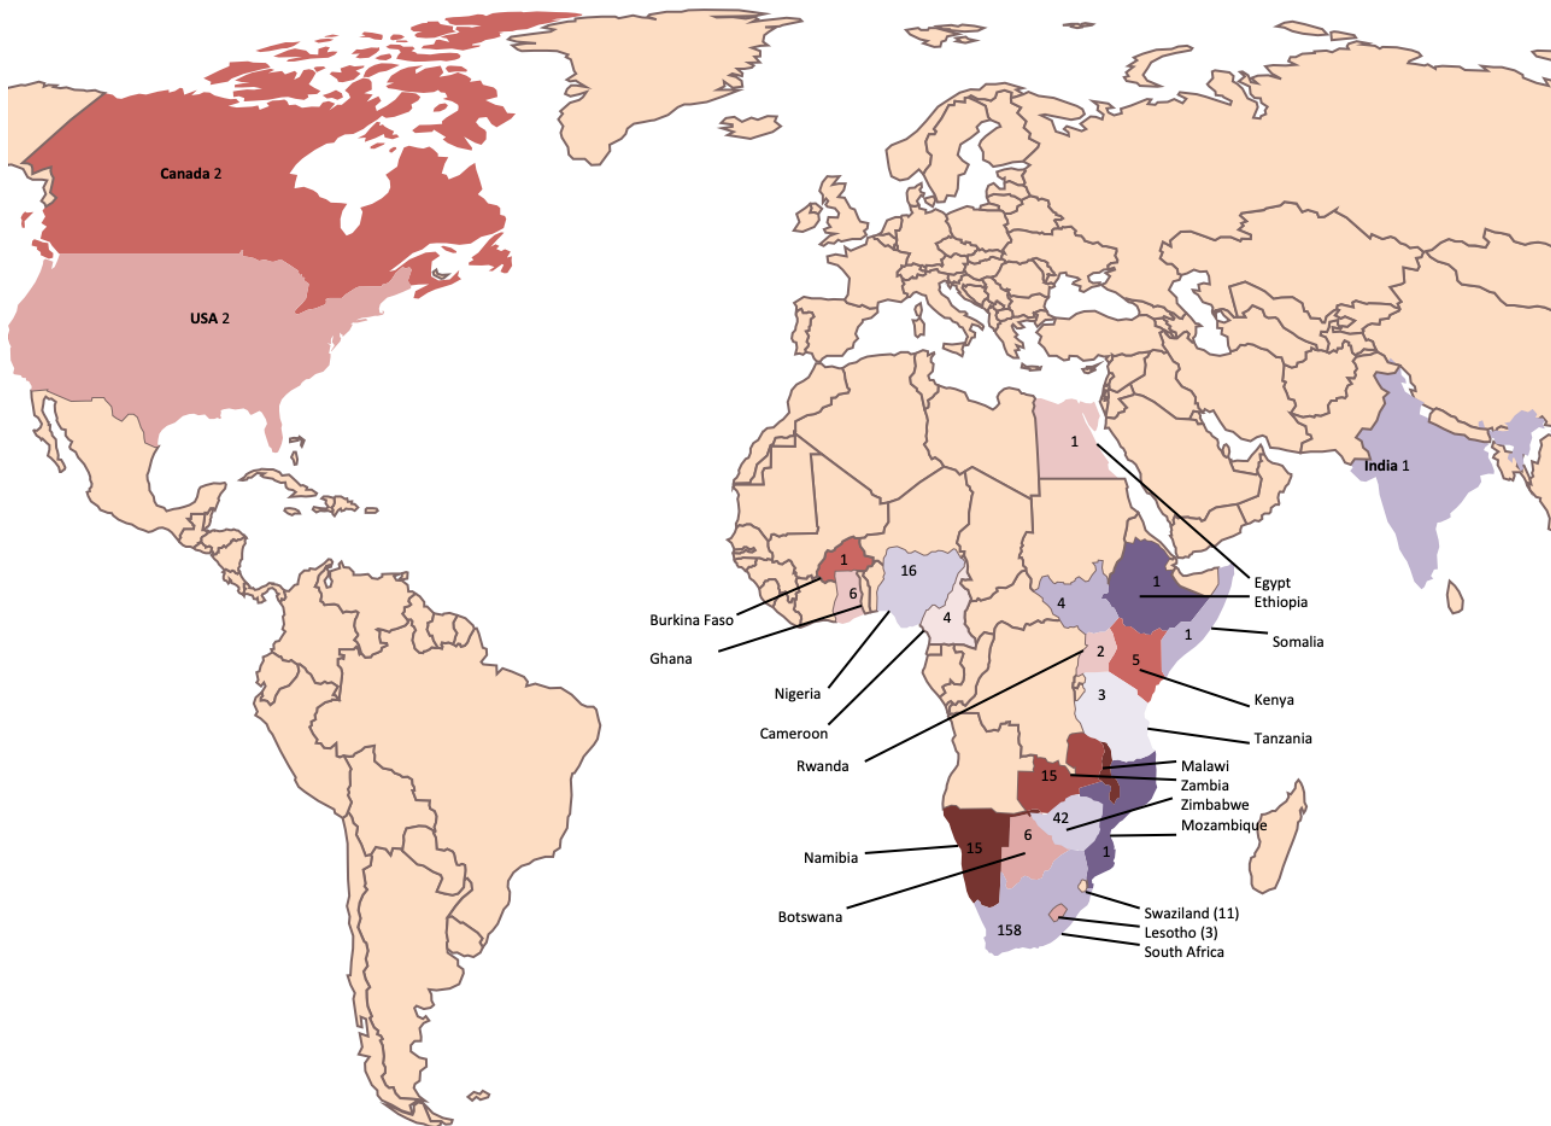 Canada 2
USA 2
India 1
1
1
6
16
4
4
1
1
2
5
3
15
42
6
15
1
158
Egypt
Ethiopia
Somalia
Kenya
Tanzania
Malawi
Zambia
Zimbabwe
Mozambique
Swaziland (11)
Lesotho (3)
South Africa
Burkina Faso
Ghana
Nigeria
Cameroon
Rwanda
Namibia
Botswana